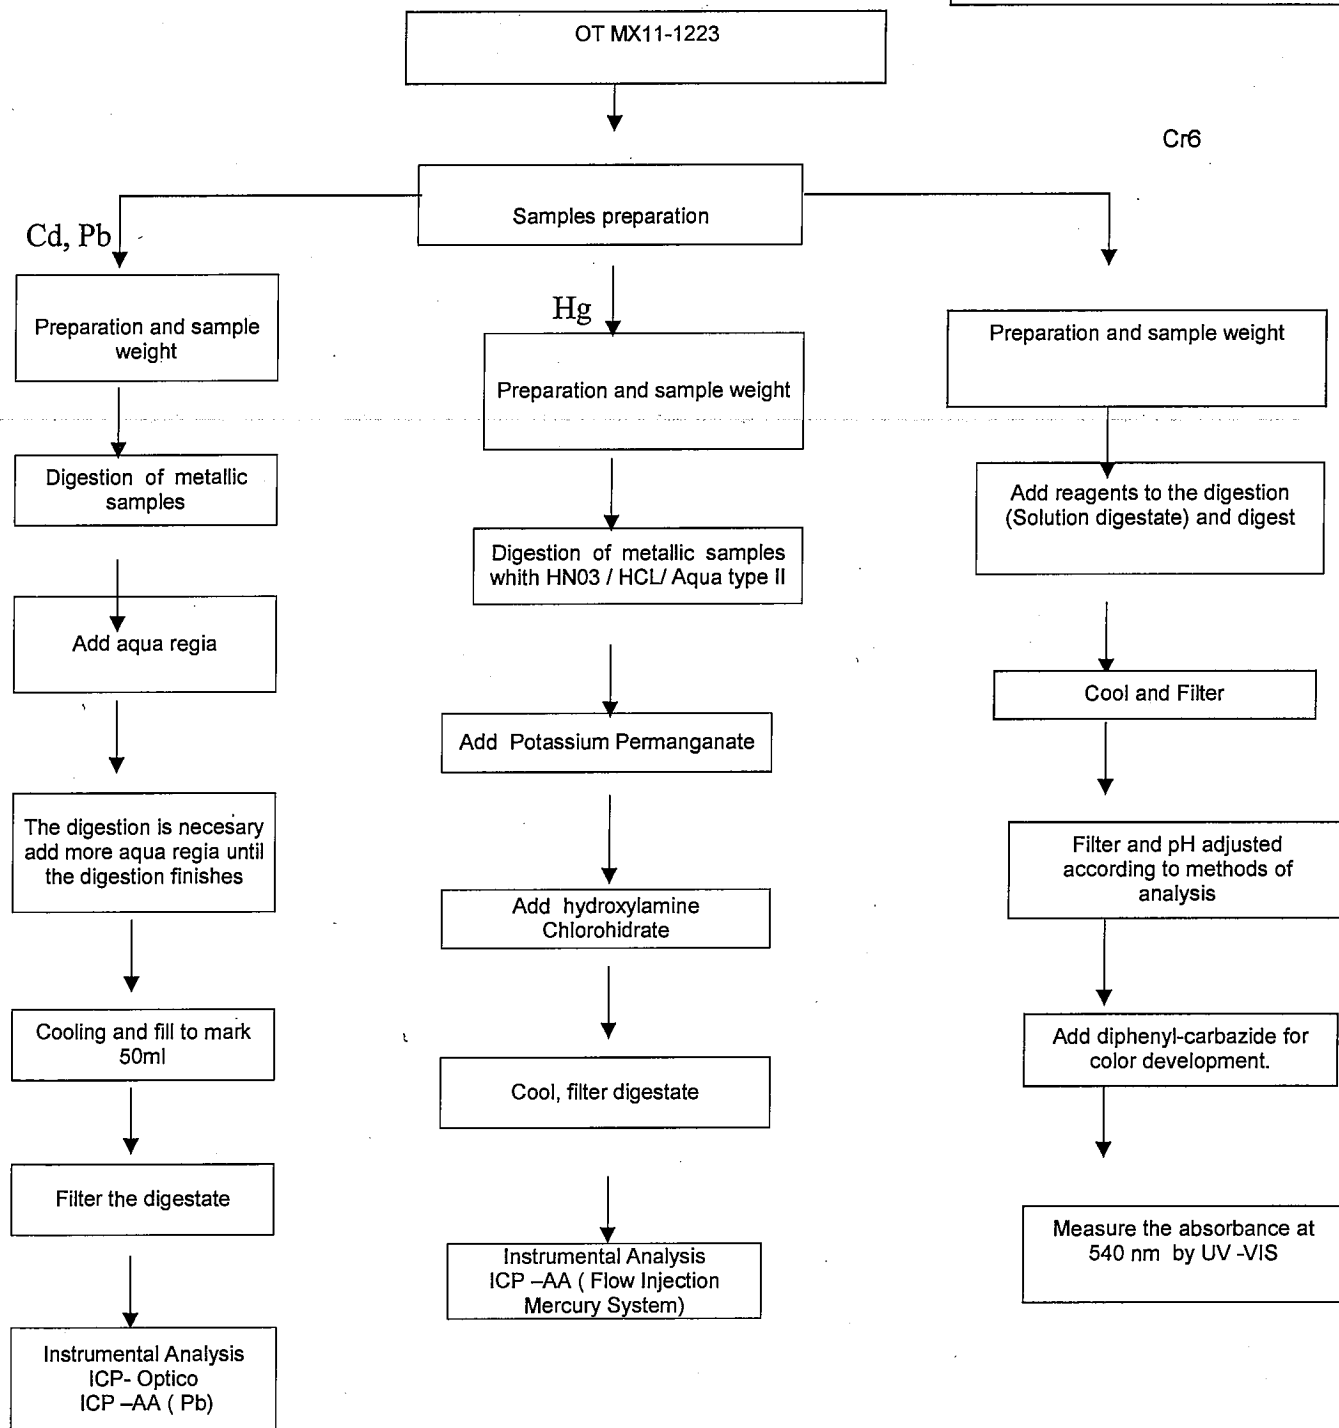 OT MX11-1223
Cr6
Samples preparation
Cd, Pb
Preparation and sample
weight
Digestion of metallic
samples
Add aqua regia
The digestion is necesary
add more aqua regia until
the digestion finishes
Cooling and fill to mark
50ml
Filter the digestate
Instrumental Analysis
ICP- Optico
ICP –AA ( Pb)
Hg
Preparation and sample weight
Digestion of metallic samples
whith HN03 / HCL/ Aqua type II
Add Potassium Permanganate
Add hydroxylamine
Chlorohidrate
Cool, filter digestate
Instrumental Analysis
ICP –AA ( Flow Injection
Mercury System)
Preparation and sample weight
Add reagents to the digestion
(Solution digestate) and digest
Cool and Filter
Filter and pH adjusted
according to methods of
analysis
Add diphenyl-carbazide for
color development.
Measure the absorbance at
540 nm by UV -VIS